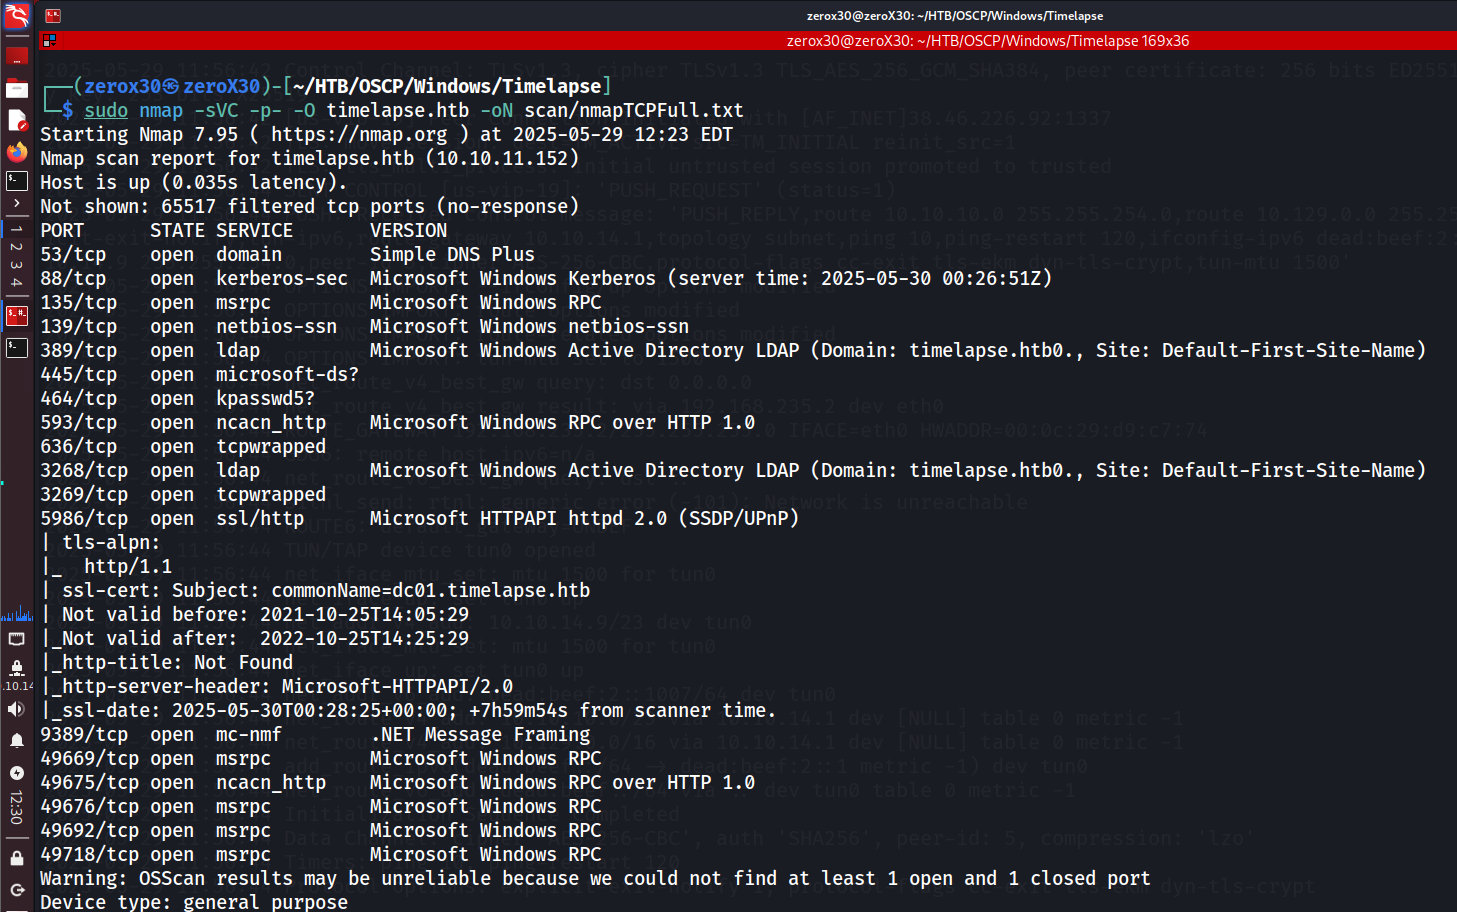 zerox30@zeroX30: ~/HTB/OSCP/Windows/Timelapse
zerox30@zeroX30: ~/HTB/OSCP/Windows/Timelapse 169x36
┌──(zerox30㉿zeroX30)-[~/HTB/OSCP/Windows/Timelapse]
└─$ sudo nmap -sVC -p- -O timelapse.htb -oN scan/nmapTCPFull.txt
Starting Nmap 7.95 ( https://nmap.org ) at 2025-05-29 12:23 EDT
Nmap scan report for timelapse.htb (10.10.11.152)
Host is up (0.035s latency).
Not shown: 65517 filtered tcp ports (no-response)
PORT      STATE SERVICE       VERSION
53/tcp    open  domain        Simple DNS Plus
88/tcp    open  kerberos-sec  Microsoft Windows Kerberos (server time: 2025-05-30 00:26:51Z)
135/tcp   open  msrpc         Microsoft Windows RPC
139/tcp   open  netbios-ssn   Microsoft Windows netbios-ssn
389/tcp   open  ldap          Microsoft Windows Active Directory LDAP (Domain: timelapse.htb0., Site: Default-First-Site-Name)
445/tcp   open  microsoft-ds?
464/tcp   open  kpasswd5?
593/tcp   open  ncacn_http    Microsoft Windows RPC over HTTP 1.0
636/tcp   open  tcpwrapped
3268/tcp  open  ldap          Microsoft Windows Active Directory LDAP (Domain: timelapse.htb0., Site: Default-First-Site-Name)
3269/tcp  open  tcpwrapped
5986/tcp  open  ssl/http      Microsoft HTTPAPI httpd 2.0 (SSDP/UPnP)
| tls-alpn:
|_  http/1.1
| ssl-cert: Subject: commonName=dc01.timelapse.htb
| Not valid before: 2021-10-25T14:05:29
|_Not valid after:  2022-10-25T14:25:29
|_http-title: Not Found
|_http-server-header: Microsoft-HTTPAPI/2.0
|_ssl-date: 2025-05-30T00:28:25+00:00; +7h59m54s from scanner time.
9389/tcp  open  mc-nmf        .NET Message Framing
49669/tcp open  msrpc         Microsoft Windows RPC
49675/tcp open  ncacn_http    Microsoft Windows RPC over HTTP 1.0
49676/tcp open  msrpc         Microsoft Windows RPC
49692/tcp open  msrpc         Microsoft Windows RPC
49718/tcp open  msrpc         Microsoft Windows RPC
Warning: OSScan results may be unreliable because we could not find at least 1 open and 1 closed port
Device type: general purpose
1
2
3
4
.10.14
12:30